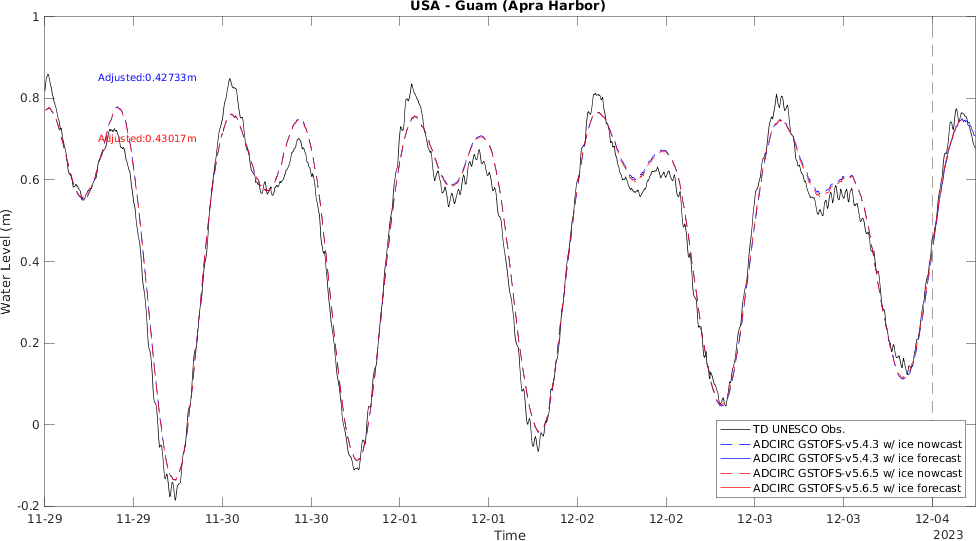 USA - Guam (Apra Harbor)
1
0.8
0.6
0.4
0.2
0
-0.2
Water Level (m)
Adjusted:0.42733m
Adjusted:0.43017m
TD UNESCO Obs.
ADCIRC GSTOFS-v5.4.3 w/ ice nowcast
ADCIRC GSTOFS-v5.4.3 w/ ice forecast
ADCIRC GSTOFS-v5.6.5 w/ ice nowcast
ADCIRC GSTOFS-v5.6.5 w/ ice forecast
11-29 11-29 11-30 11-30 12-01 12-01 12-02 12-02 12-03 12-03 12-04
2023
Time